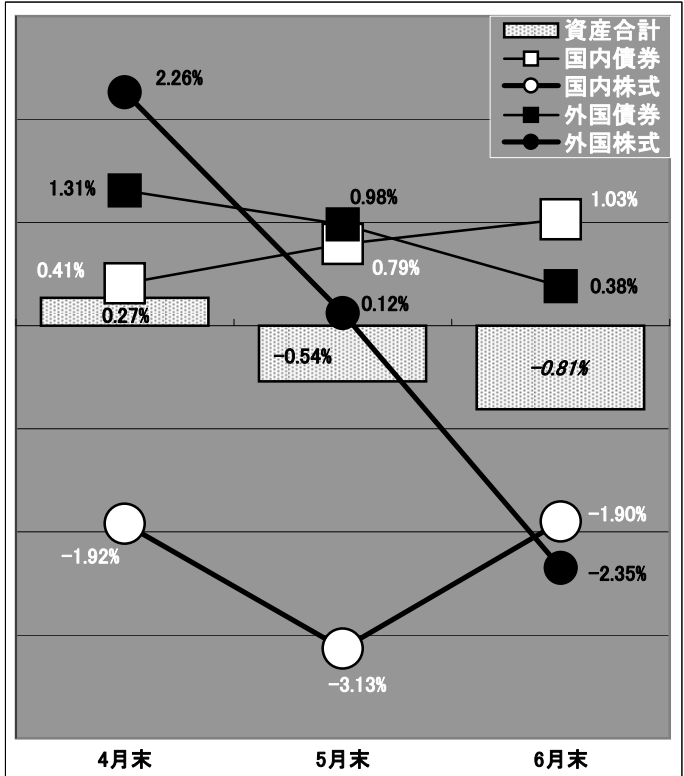 資産合計
国内債券
国内株式
外国債券
外国株式
2.26%
1.31%
0.98%
1.03%
0.41%
0.79%
0.38%
0.27%
0.12%
-0.54%
-0.81%
-1.92%
-1.90%
-2.35%
-3.13%
4月末
5月末
6月末